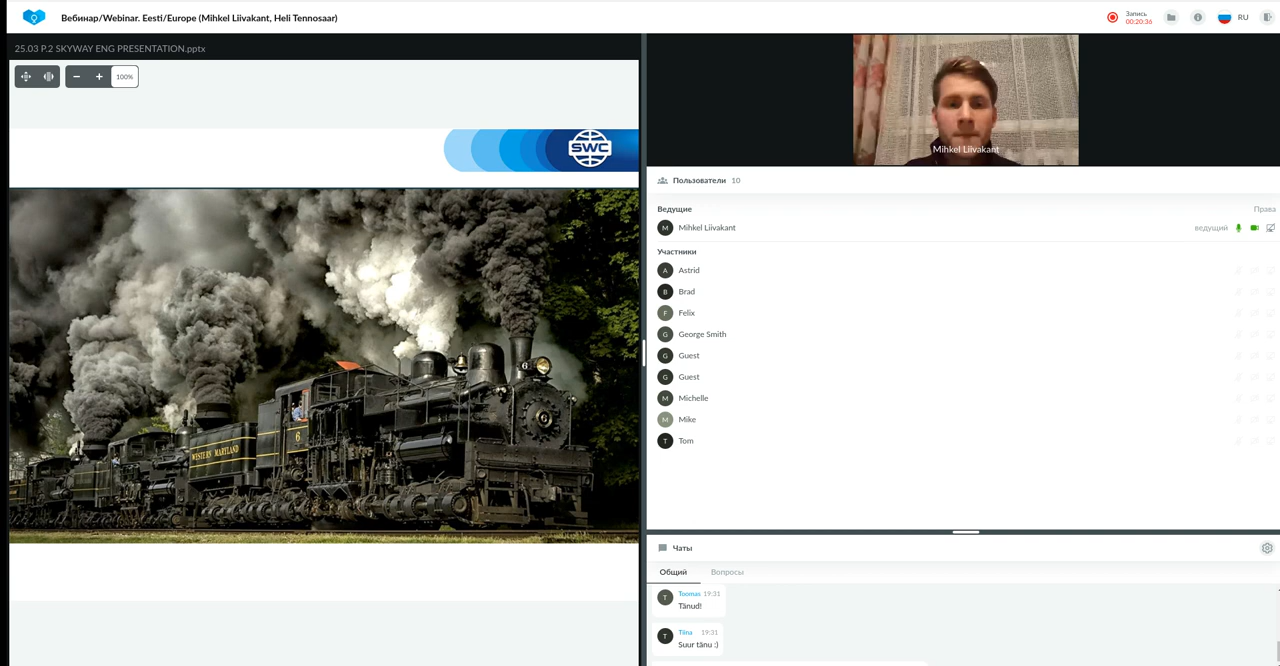 Вебинар/Webinar. Eesti/Europe (Mihkel Liivakant, Heli Tennosaar)
Запись
00:20:36
RU
25.03 P.2 SKYWAY ENG PRESENTATION.pptx
100%
SWC
6
6
6
WESTERN MARYLAND
Mihkel Liivakant
Пользователи 10
Ведущие
Права
M Mihkel Liivakant
ведущий
Участники
A Astrid
B Brad
F Felix
G George Smith
G Guest
G Guest
M Michelle
M Mike
T Tom
Чаты
Общий
Вопросы
T Toomas 19:31
Tänud!
T Tiina 19:31
Suur tänu :)